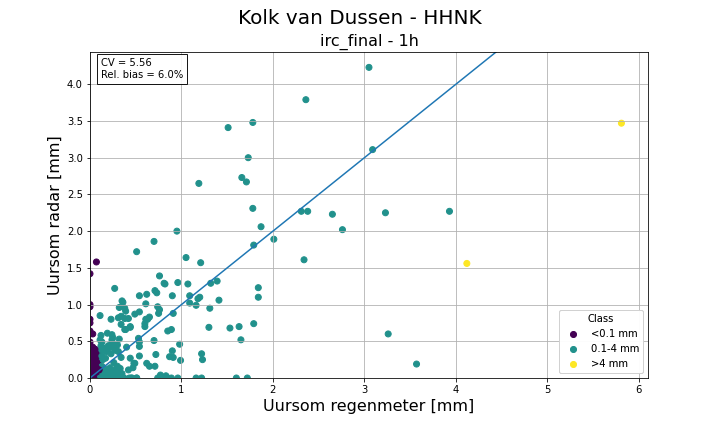 Kolk van Dussen - HHNK
irc_final - 1h
CV = 5.56
Rel. bias = 6.0%
Uursom radar [mm]
4.0
3.5
3.0
2.5
2.0
1.5
1.0
0.5
0.0
0 1 2 3 4 5 6
Uursom regenmeter [mm]
Class
<0.1 mm
0.1-4 mm
>4 mm